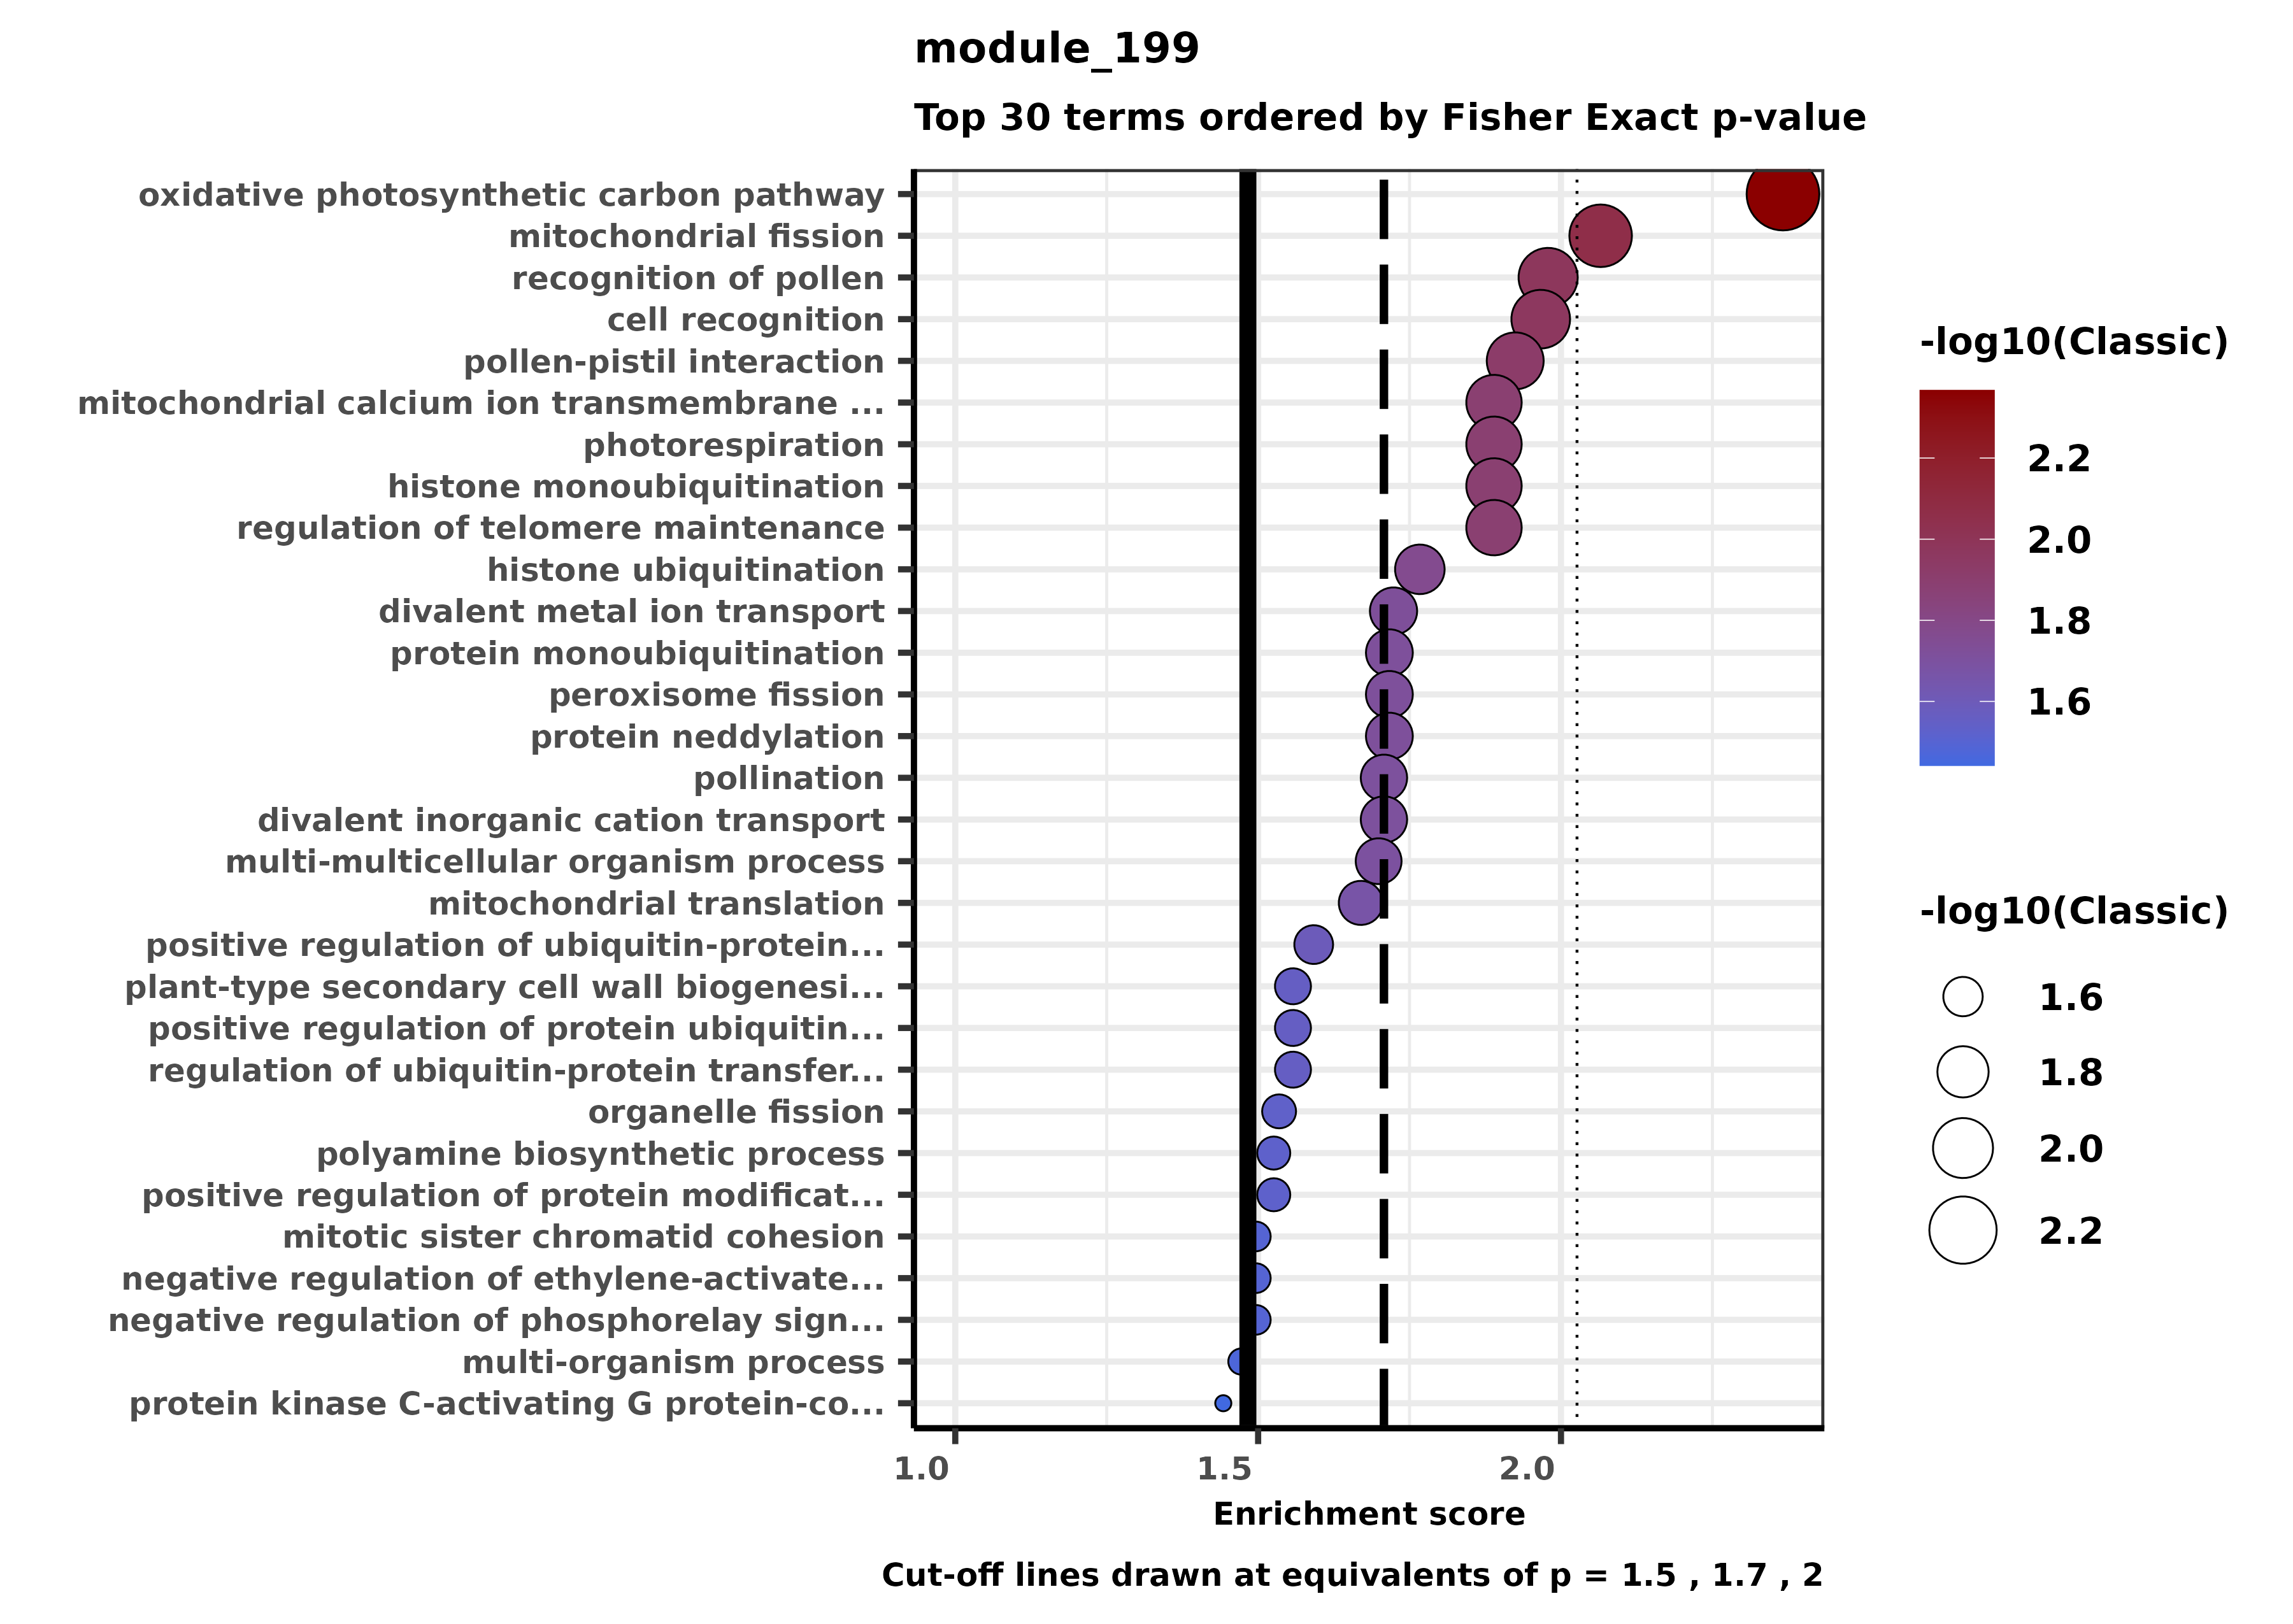 module_199
Top 30 terms ordered by Fisher Exact p-value
oxidative photosynthetic carbon pathway
mitochondrial fission
recognition of pollen
cell recognition
pollen-pistil interaction
mitochondrial calcium ion transmembrane ...
photorespiration
histone monoubiquitination
regulation of telomere maintenance
histone ubiquitination
divalent metal ion transport
protein monoubiquitination
peroxisome fission
protein neddylation
pollination
divalent inorganic cation transport
multi-multicellular organism process
mitochondrial translation
positive regulation of ubiquitin-protein...
plant-type secondary cell wall biogenesi...
positive regulation of protein ubiquitin...
regulation of ubiquitin-protein transfer...
organelle fission
polyamine biosynthetic process
positive regulation of protein modificat...
mitotic sister chromatid cohesion
negative regulation of ethylene-activate...
negative regulation of phosphorelay sign...
multi-organism process
protein kinase C-activating G protein-co...
1.0 1.5 2.0
Enrichment score
Cut-off lines drawn at equivalents of p = 1.5 , 1.7 , 2
-log10(Classic)
2.2
2.0
1.8
1.6
-log10(Classic)
1.6
1.8
2.0
2.2